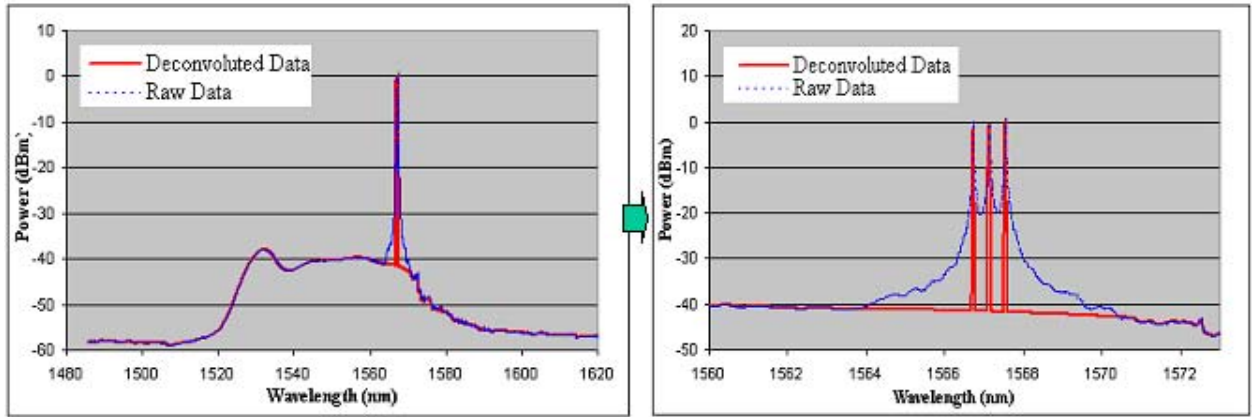 10
0
-10
-20
-30
-40
-50
-60
Power (dBm)
Deconvoluted Data
Raw Data
1480 1500 1520 1540 1560 1580 1600 1620
Wavelength (nm)
20
10
0
-10
-20
-30
-40
-50
Power (dBm)
Deconvoluted Data
Raw Data
1560 1562 1564 1566 1568 1570 1572
Wavelength (nm)